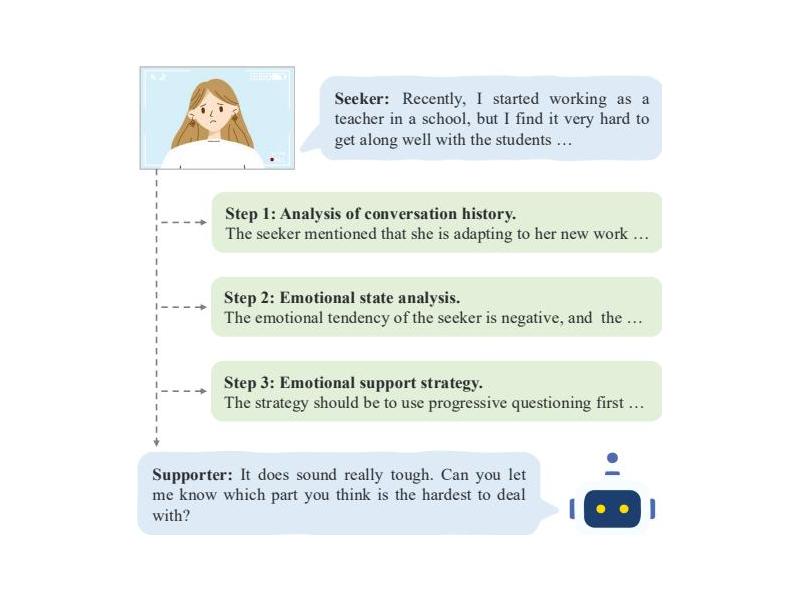 Seeker: Recently, I started working as a
teacher in a school, but I find it very hard to
get along well with the students …
Step 1: Analysis of conversation history.
The seeker mentioned that she is adapting to her new work …
Step 2: Emotional state analysis.
The emotional tendency of the seeker is negative, and the …
Step 3: Emotional support strategy.
The strategy should be to use progressive questioning first …
Supporter: It does sound really tough. Can you let
me know which part you think is the hardest to deal
with?